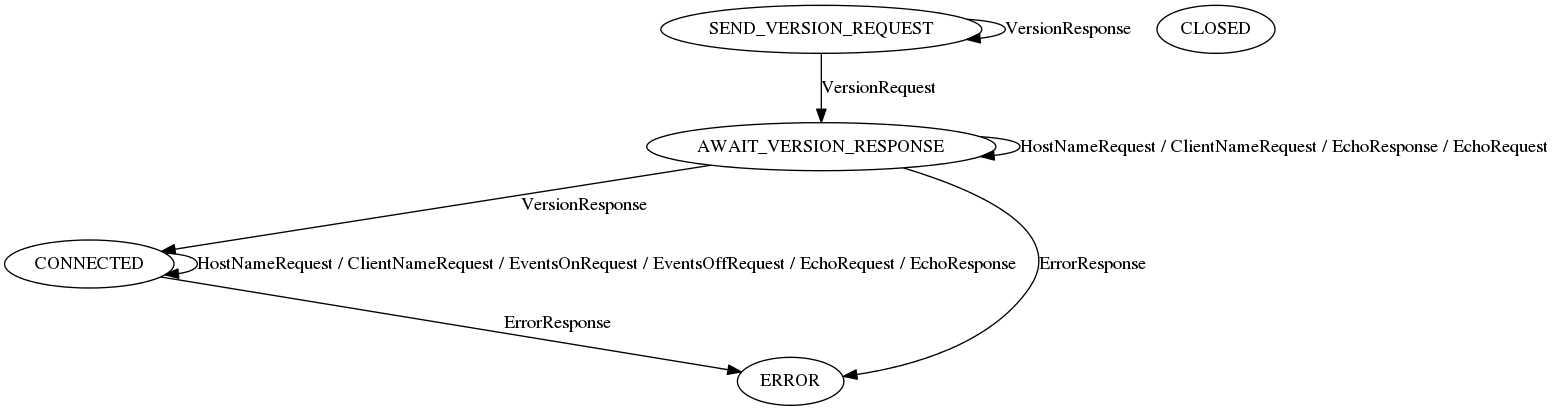 SEND_VERSION_REQUEST
VersionResponse
CLOSED
VersionRequest
AWAIT_VERSION_RESPONSE
HostNameRequest / ClientNameRequest / EchoResponse / EchoRequest
VersionResponse
CONNECTED
HostNameRequest / ClientNameRequest / EventsOnRequest / EventsOffRequest / EchoRequest / EchoResponse
ErrorResponse
ErrorResponse
ERROR